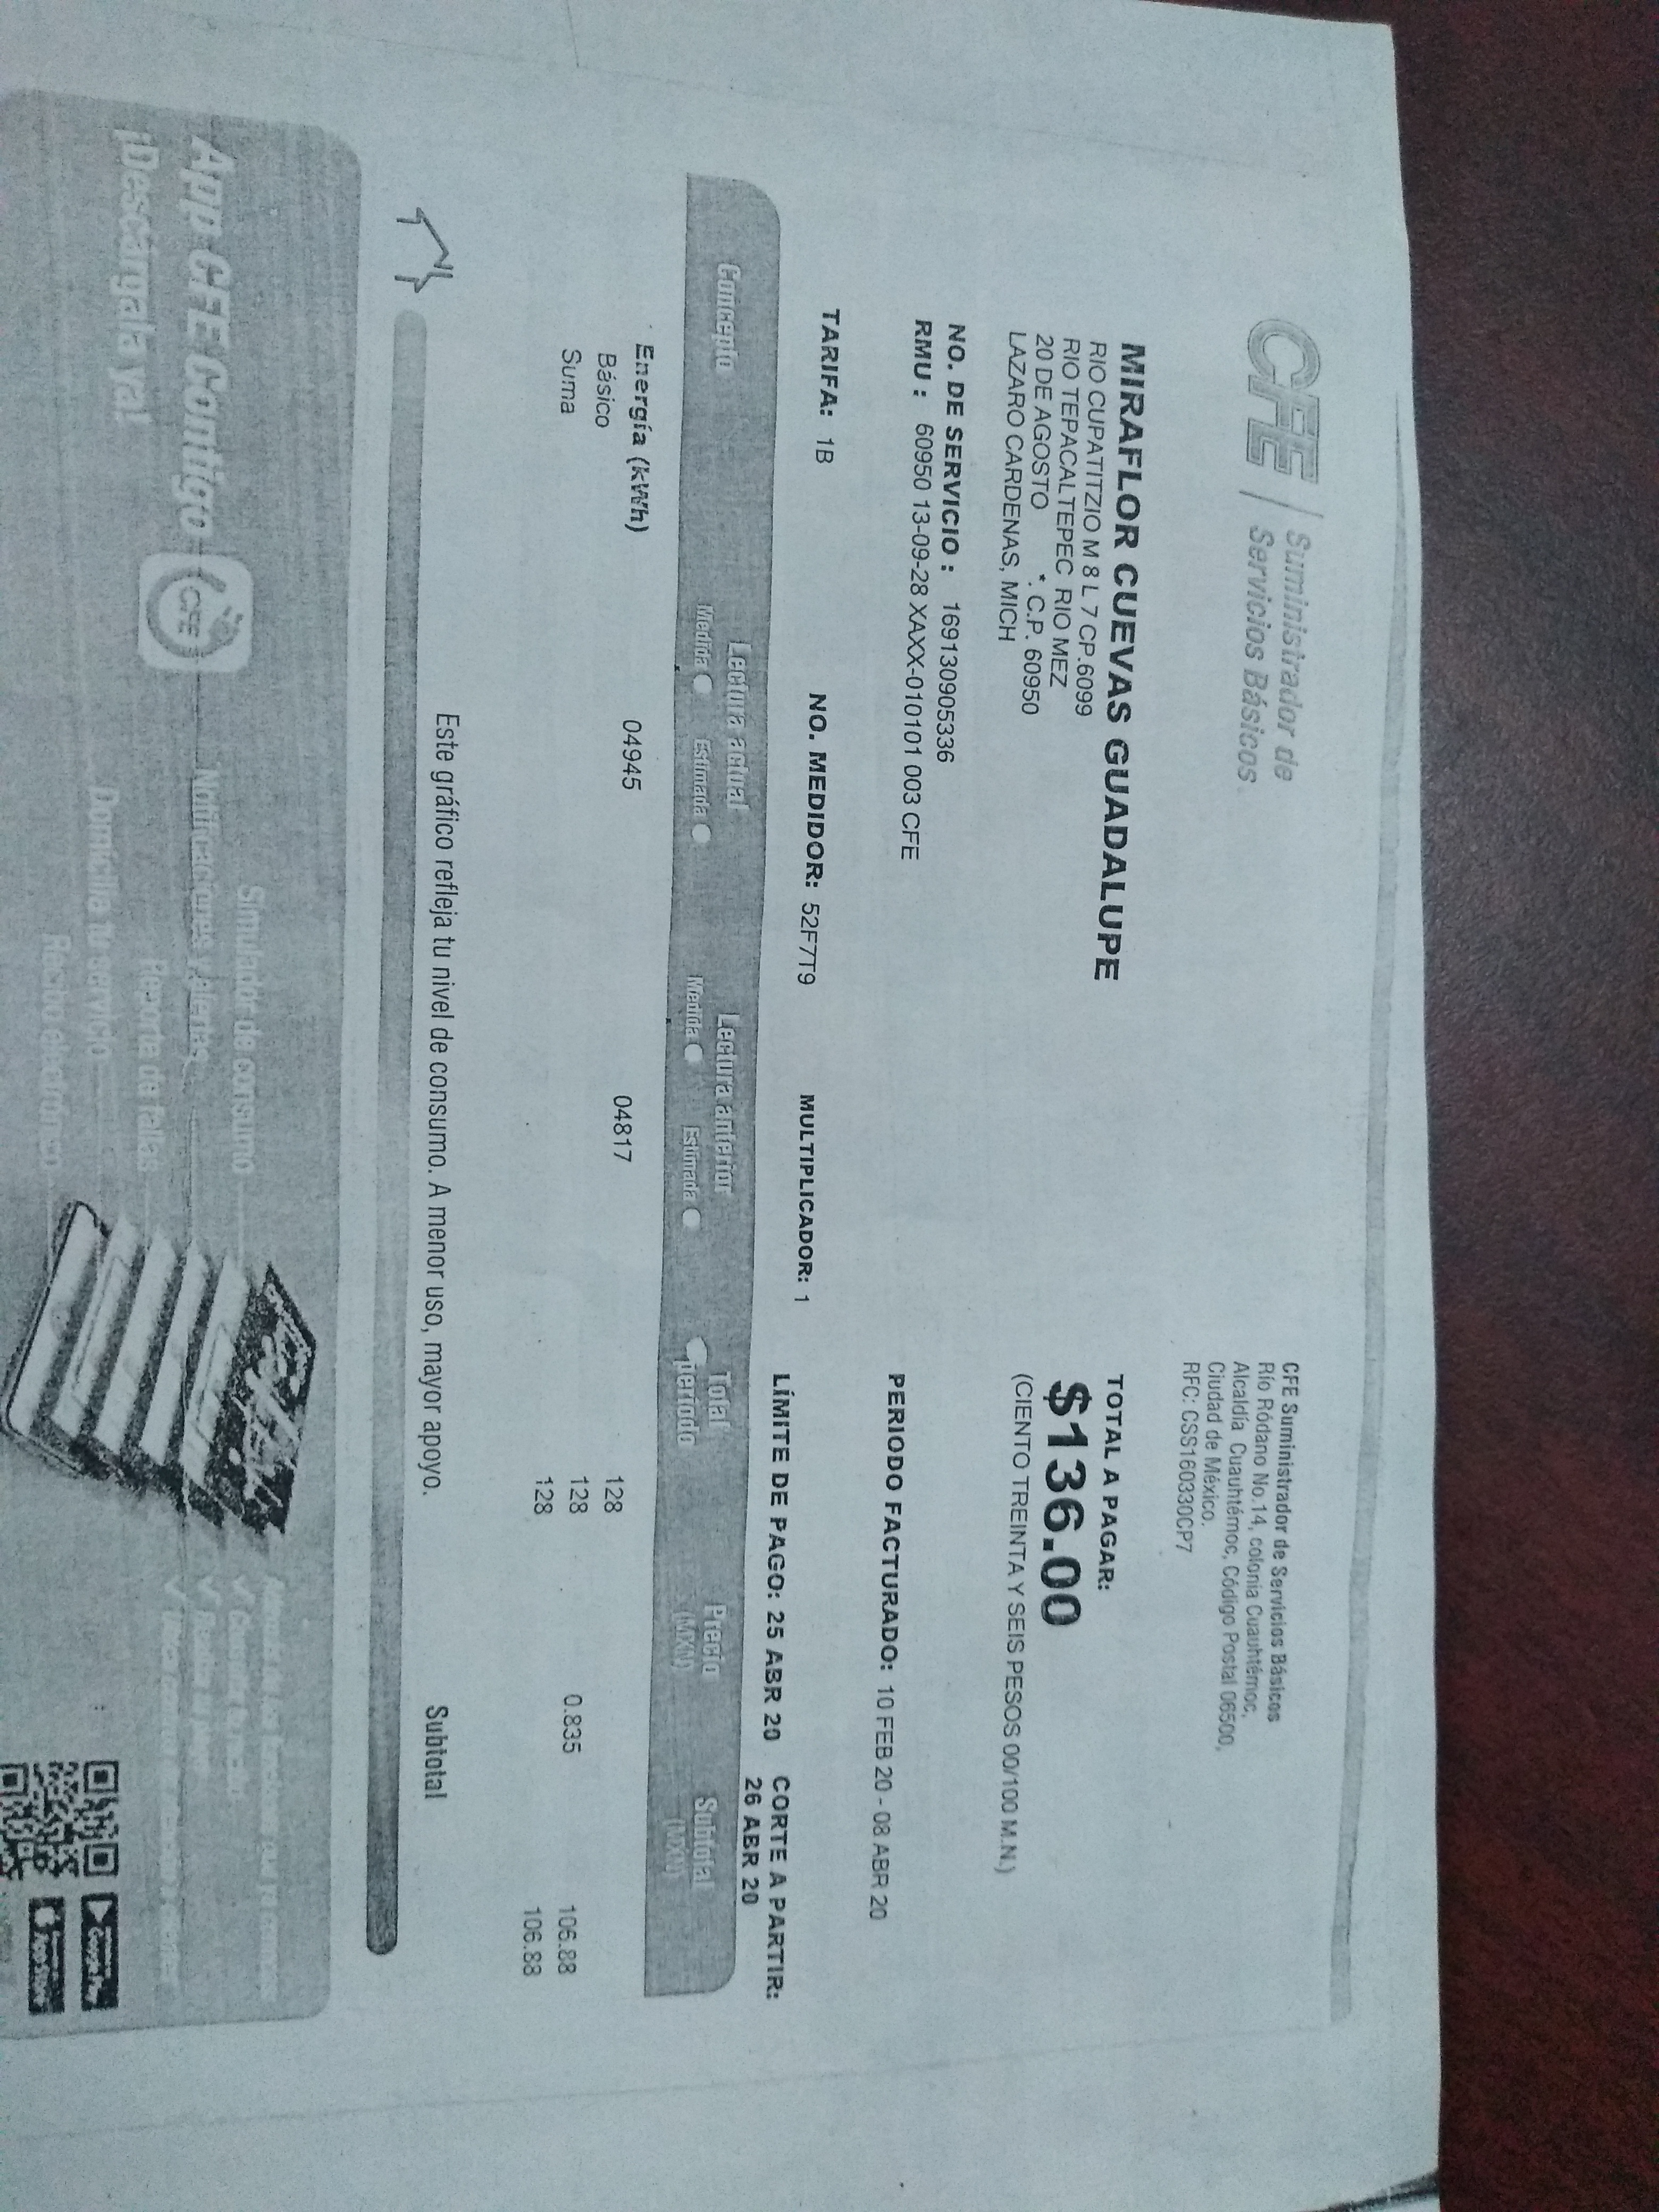 CFE Suministrador de
Servicios Básicos
CFE Suministrador de Servicios Básicos
Río Ródano No.14, colonia Cuauhtémoc,
Alcaldía Cuauhtémoc, Código Postal 06500,
Ciudad de México.
RFC: CSS160330CP7
MIRAFLOR CUEVAS GUADALUPE
RIO CUPATITZIO M 8 L 7 CP.6099
RIO TEPACALTEPEC RIO MEZ
20 DE AGOSTO *. C.P. 60950
LAZARO CARDENAS, MICH
TOTAL A PAGAR:
$136.00
(CIENTO TREINTA Y SEIS PESOS 00/100 M.N.)
NO. DE SERVICIO : 169130905336
RMU : 60950 13-09-28 XAXX-010101 003 CFE
PERIODO FACTURADO: 10 FEB 20 - 08 ABR 20
TARIFA: 1B NO. MEDIDOR: 52F7T9 MULTIPLICADOR: 1
LÍMITE DE PAGO: 25 ABR 20 CORTE A PARTIR:
26 ABR 20
Concepto Lectura actual Lectura anterior Total Precio Subtotal
Medida Estimada Medida Estimada periodo (MXN) (MXN)
Energía (kWh) 04945 04817 128
Básico 128 0.835 106.88
Suma 128 106.88
Este gráfico refleja tu nivel de consumo. A menor uso, mayor apoyo. Subtotal
App CFE Contigo
¡Descárgala ya!
CFE
Simulador de consumo
Notificaciones y alertas
Reporte de fallas
Domicilia tu servicio
Recibo electrónico
Consulta tu recibo
Google Play
App Store